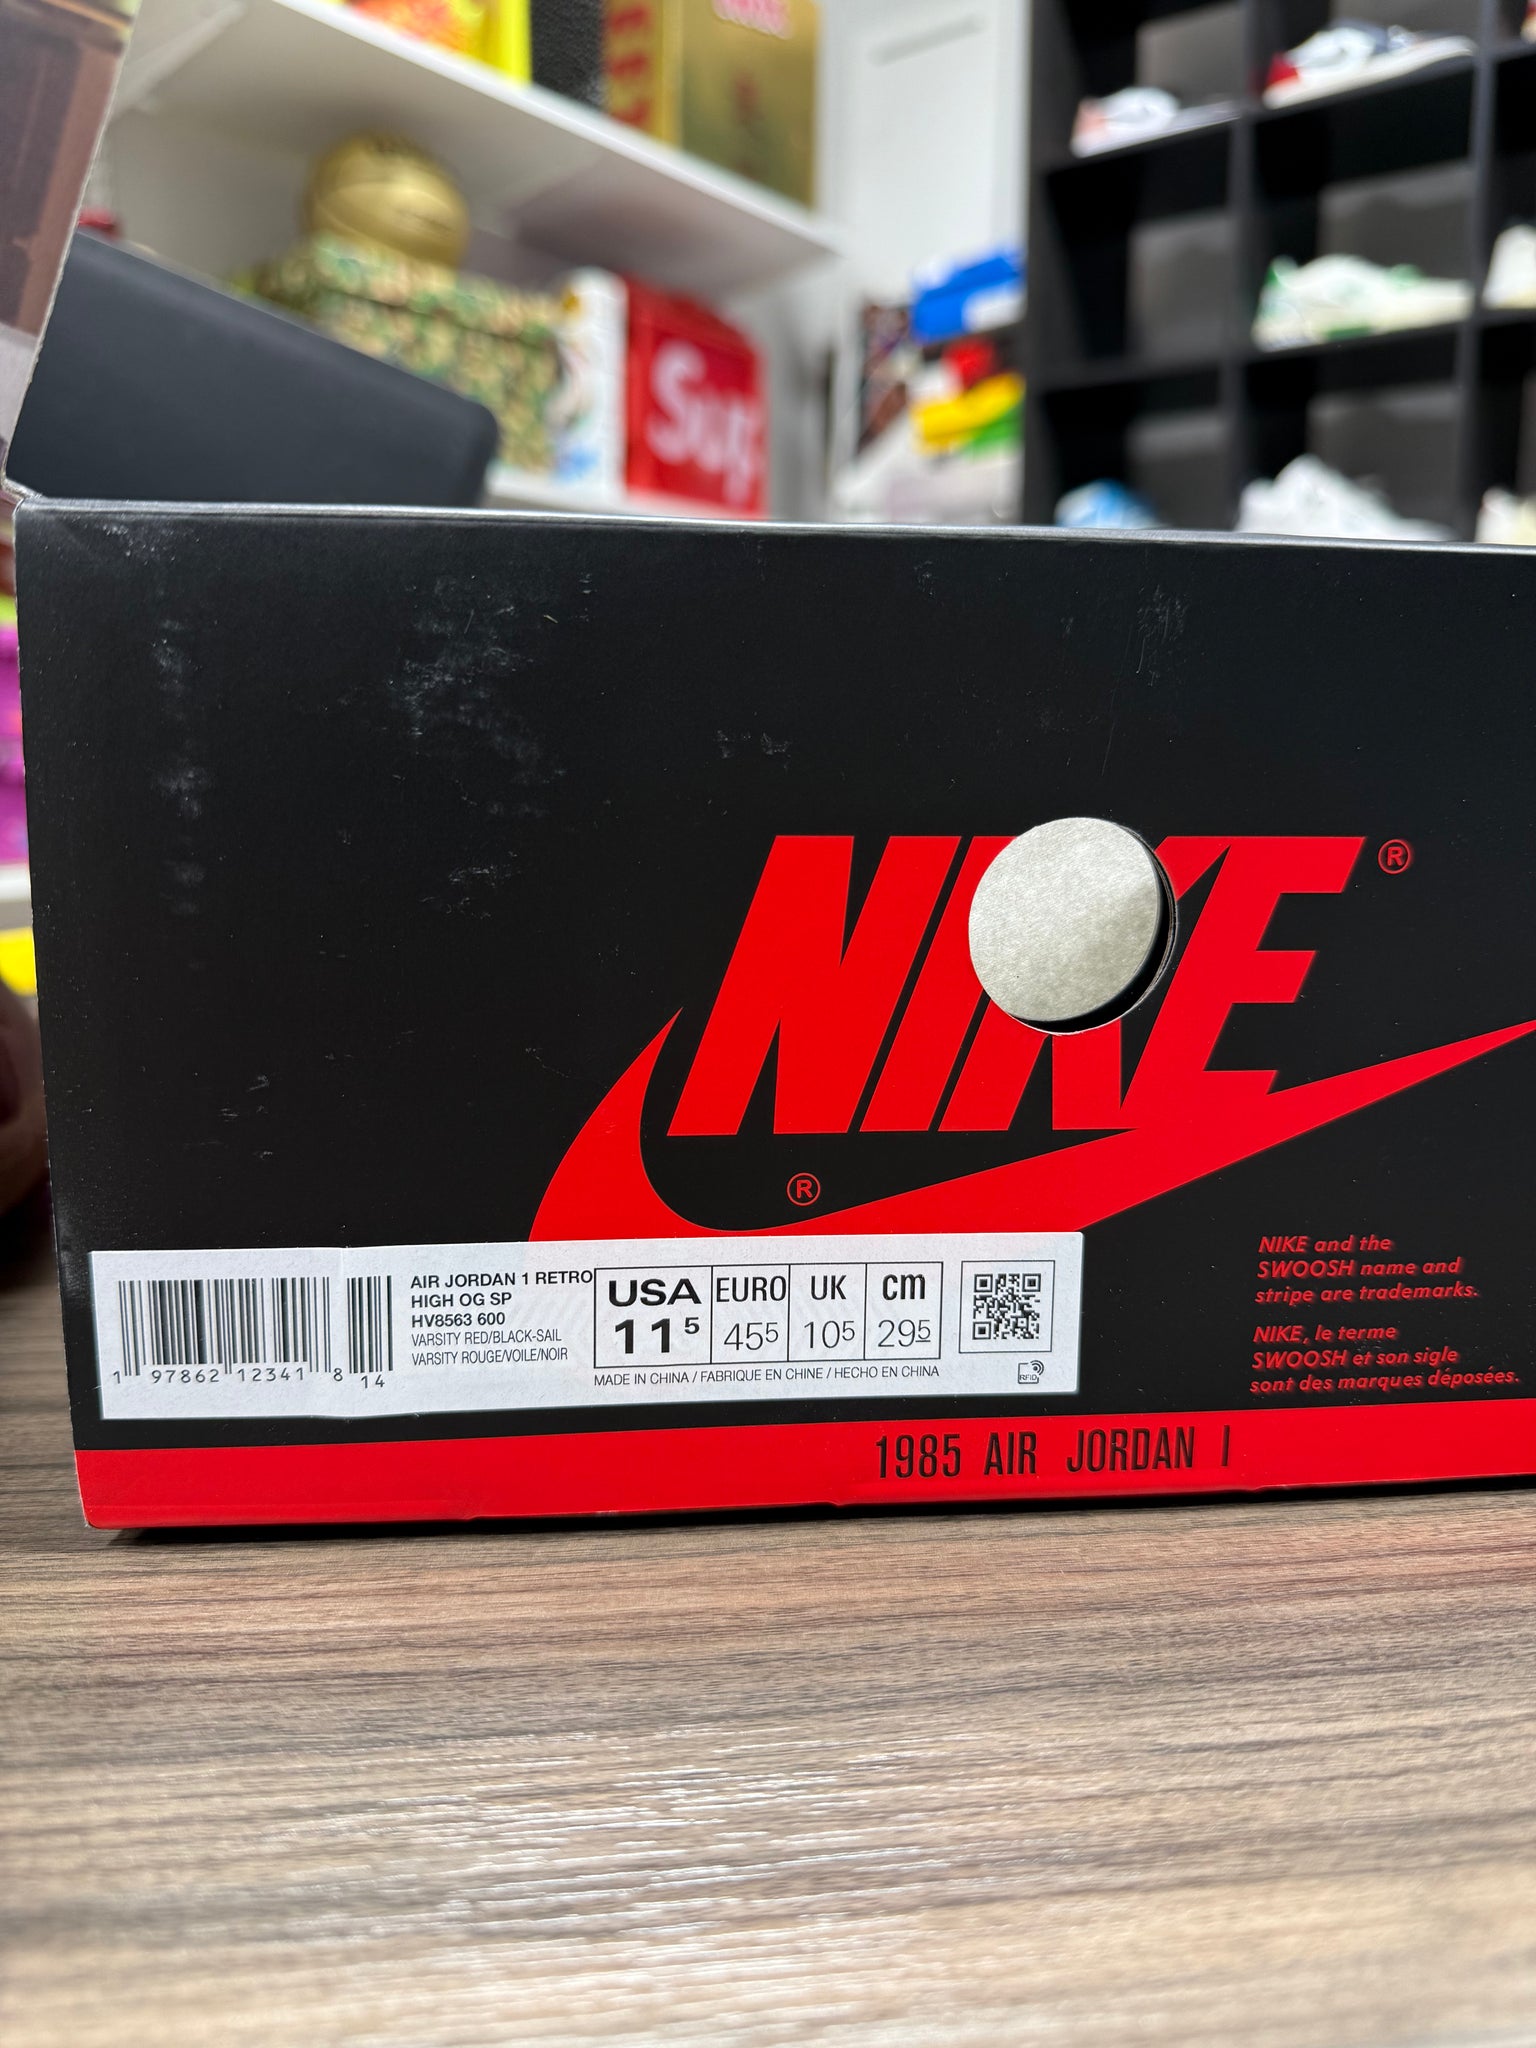 Sup
NIKE®
®
AIR JORDAN 1 RETRO
HIGH OG SP
HV8563 600
VARSITY RED/BLACK-SAIL
VARSITY ROUGE/VOILE/NOIR
USA EURO UK cm
11⁵ 45⁵ 10⁵ 29⁵
MADE IN CHINA / FABRIQUE EN CHINE / HECHO EN CHINA
RFID
1 97862 12341 8 14
NIKE and the
SWOOSH name and
stripe are trademarks.
NIKE, le terme
SWOOSH et son sigle
sont des marques déposées.
1985 AIR JORDAN I